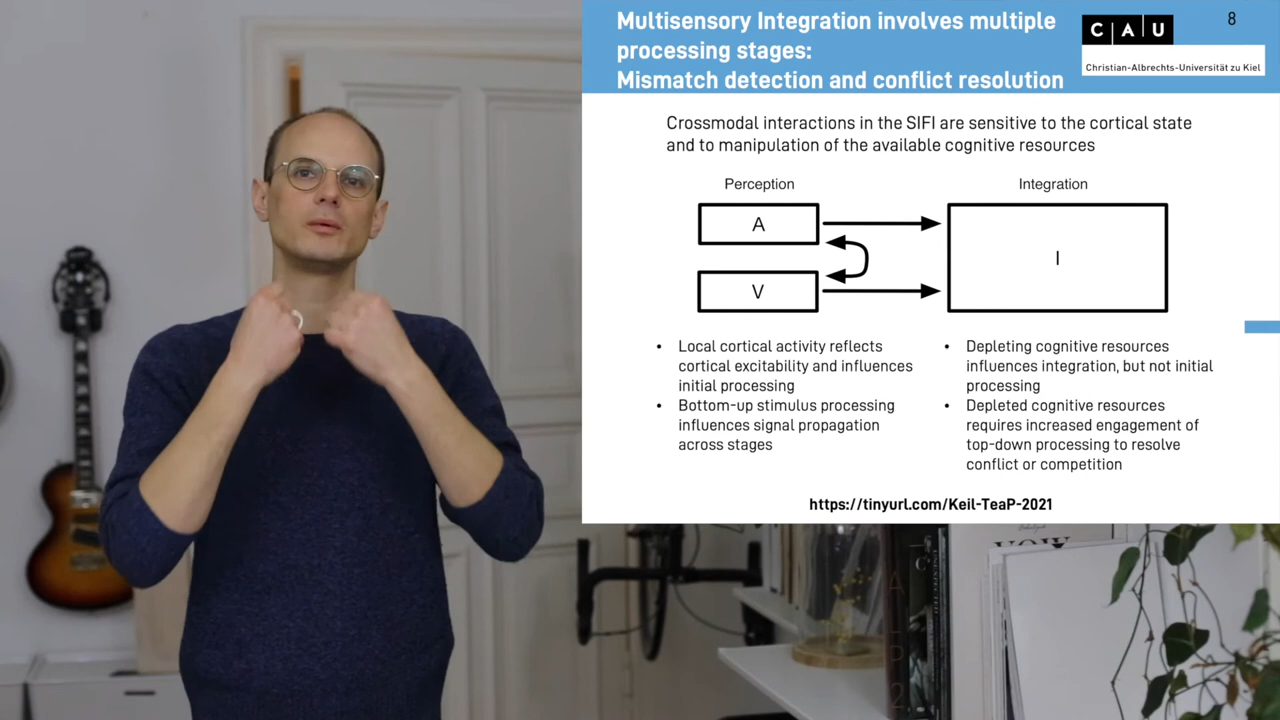 Multisensory Integration involves multiple
processing stages:
Mismatch detection and conflict resolution
C A U
8
Christian-Albrechts-Universität zu Kiel
Crossmodal interactions in the SIFI are sensitive to the cortical state
and to manipulation of the available cognitive resources
Perception
Integration
A
V
I
• Local cortical activity reflects
cortical excitability and influences
initial processing
• Bottom-up stimulus processing
influences signal propagation
across stages
• Depleting cognitive resources
influences integration, but not initial
processing
• Depleted cognitive resources
requires increased engagement of
top-down processing to resolve
conflict or competition
https://tinyurl.com/Keil-TeaP-2021